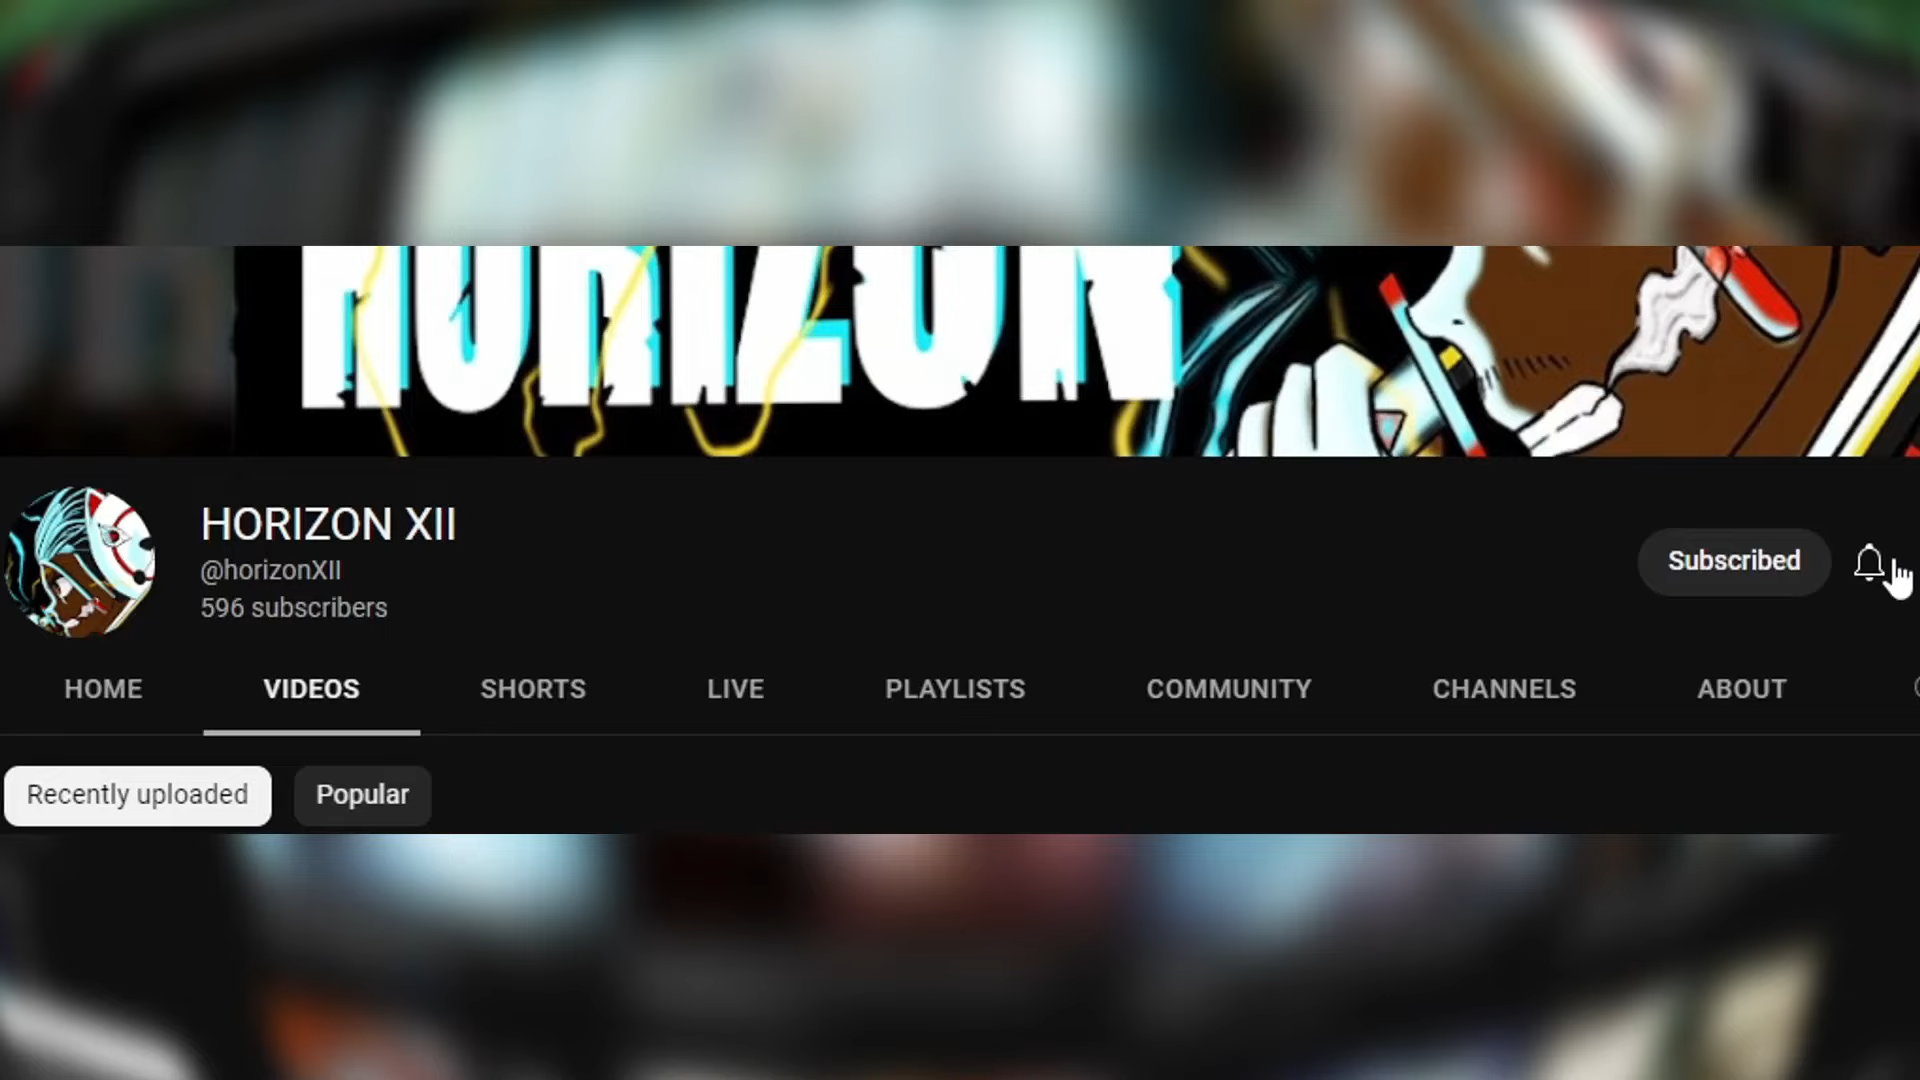 HORIZON
HORIZON XII
@horizonXII
596 subscribers
Subscribed
HOME VIDEOS SHORTS LIVE PLAYLISTS COMMUNITY CHANNELS ABOUT
Recently uploaded Popular